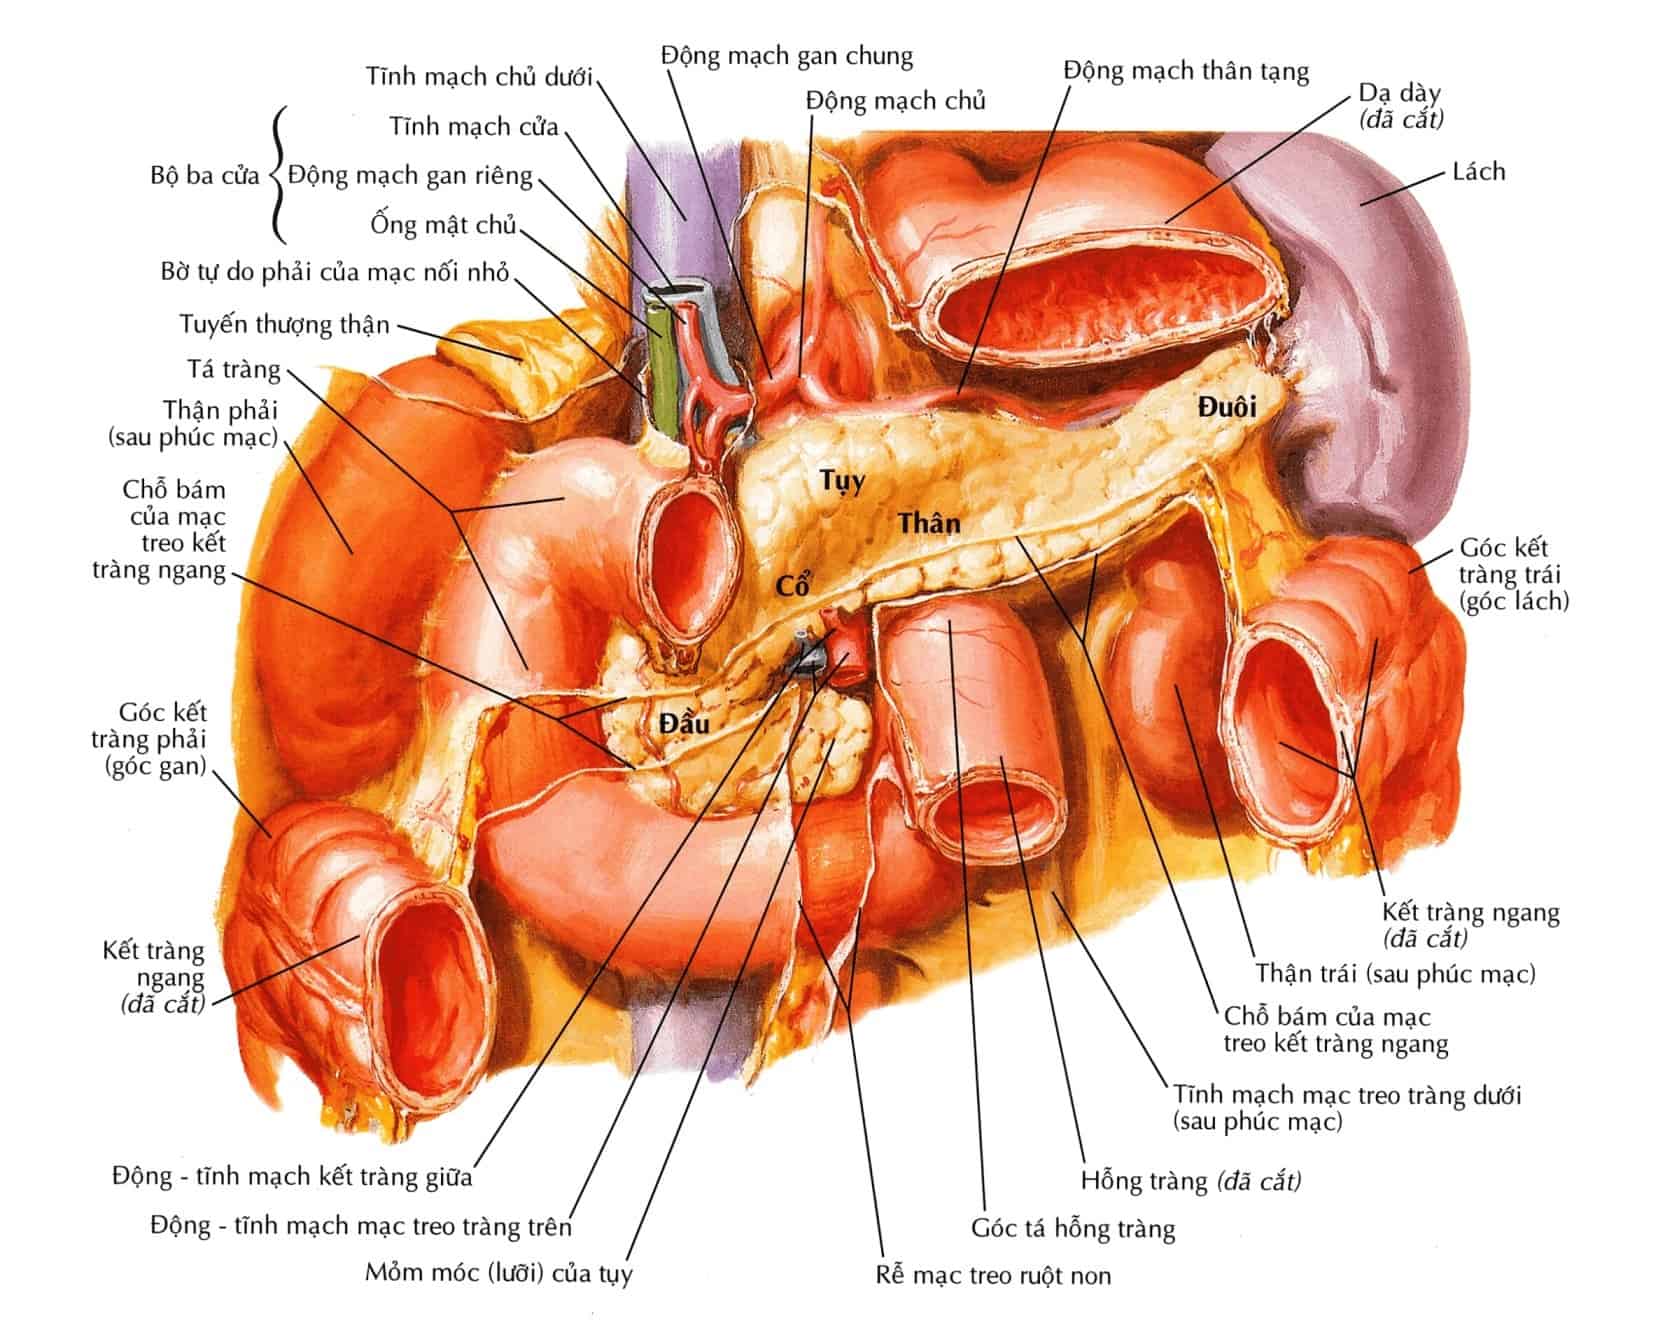 Động mạch gan chung
Tĩnh mạch chủ dưới
Động mạch thân tạng
Dạ dày
(đã cắt)
Động mạch chủ
Tĩnh mạch cửa
Bộ ba cửa
Động mạch gan riêng
Lách
Ống mật chủ
Bờ tự do phải của mạc nối nhỏ
Tuyến thượng thận
Tá tràng
Thận phải
(sau phúc mạc)
Đuôi
Tụy
Thân
Cổ
Đầu
Chỗ bám
của mạc
treo kết
tràng ngang
Góc kết
tràng trái
(góc lách)
Góc kết
tràng phải
(góc gan)
Kết tràng
ngang
(đã cắt)
Kết tràng ngang
(đã cắt)
Thận trái (sau phúc mạc)
Chỗ bám của mạc
treo kết tràng ngang
Tĩnh mạch mạc treo tràng dưới
(sau phúc mạc)
Động - tĩnh mạch kết tràng giữa
Hỗng tràng (đã cắt)
Động - tĩnh mạch mạc treo tràng trên
Góc tá hỗng tràng
Mỏm móc (lưỡi) của tụy
Rễ mạc treo ruột non